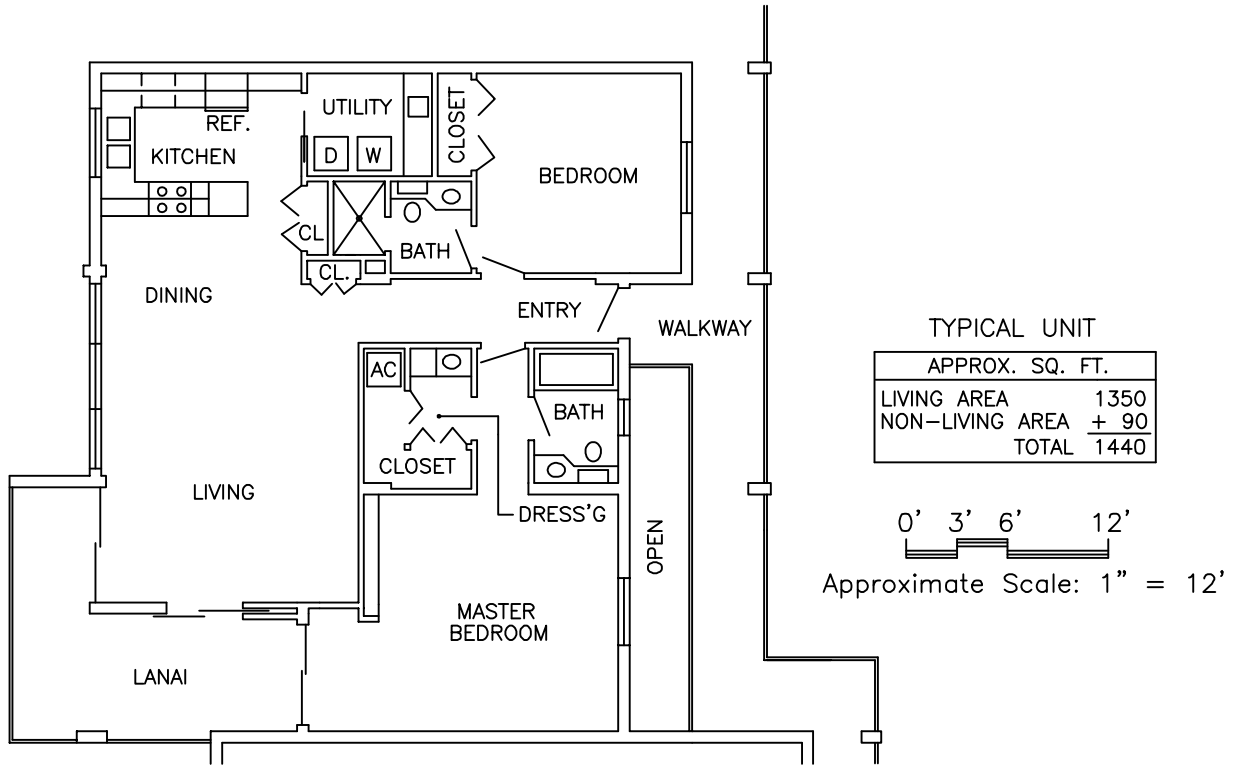 UTILITY
CLOSET
REF.
D W
KITCHEN
BEDROOM
CL
BATH
CL.
DINING
ENTRY
WALKWAY
AC
BATH
CLOSET
LIVING
DRESS'G
OPEN
MASTER
BEDROOM
LANAI
TYPICAL UNIT
APPROX. SQ. FT.
LIVING AREA 1350
NON-LIVING AREA + 90
TOTAL 1440
0' 3' 6' 12'
Approximate Scale: 1" = 12'